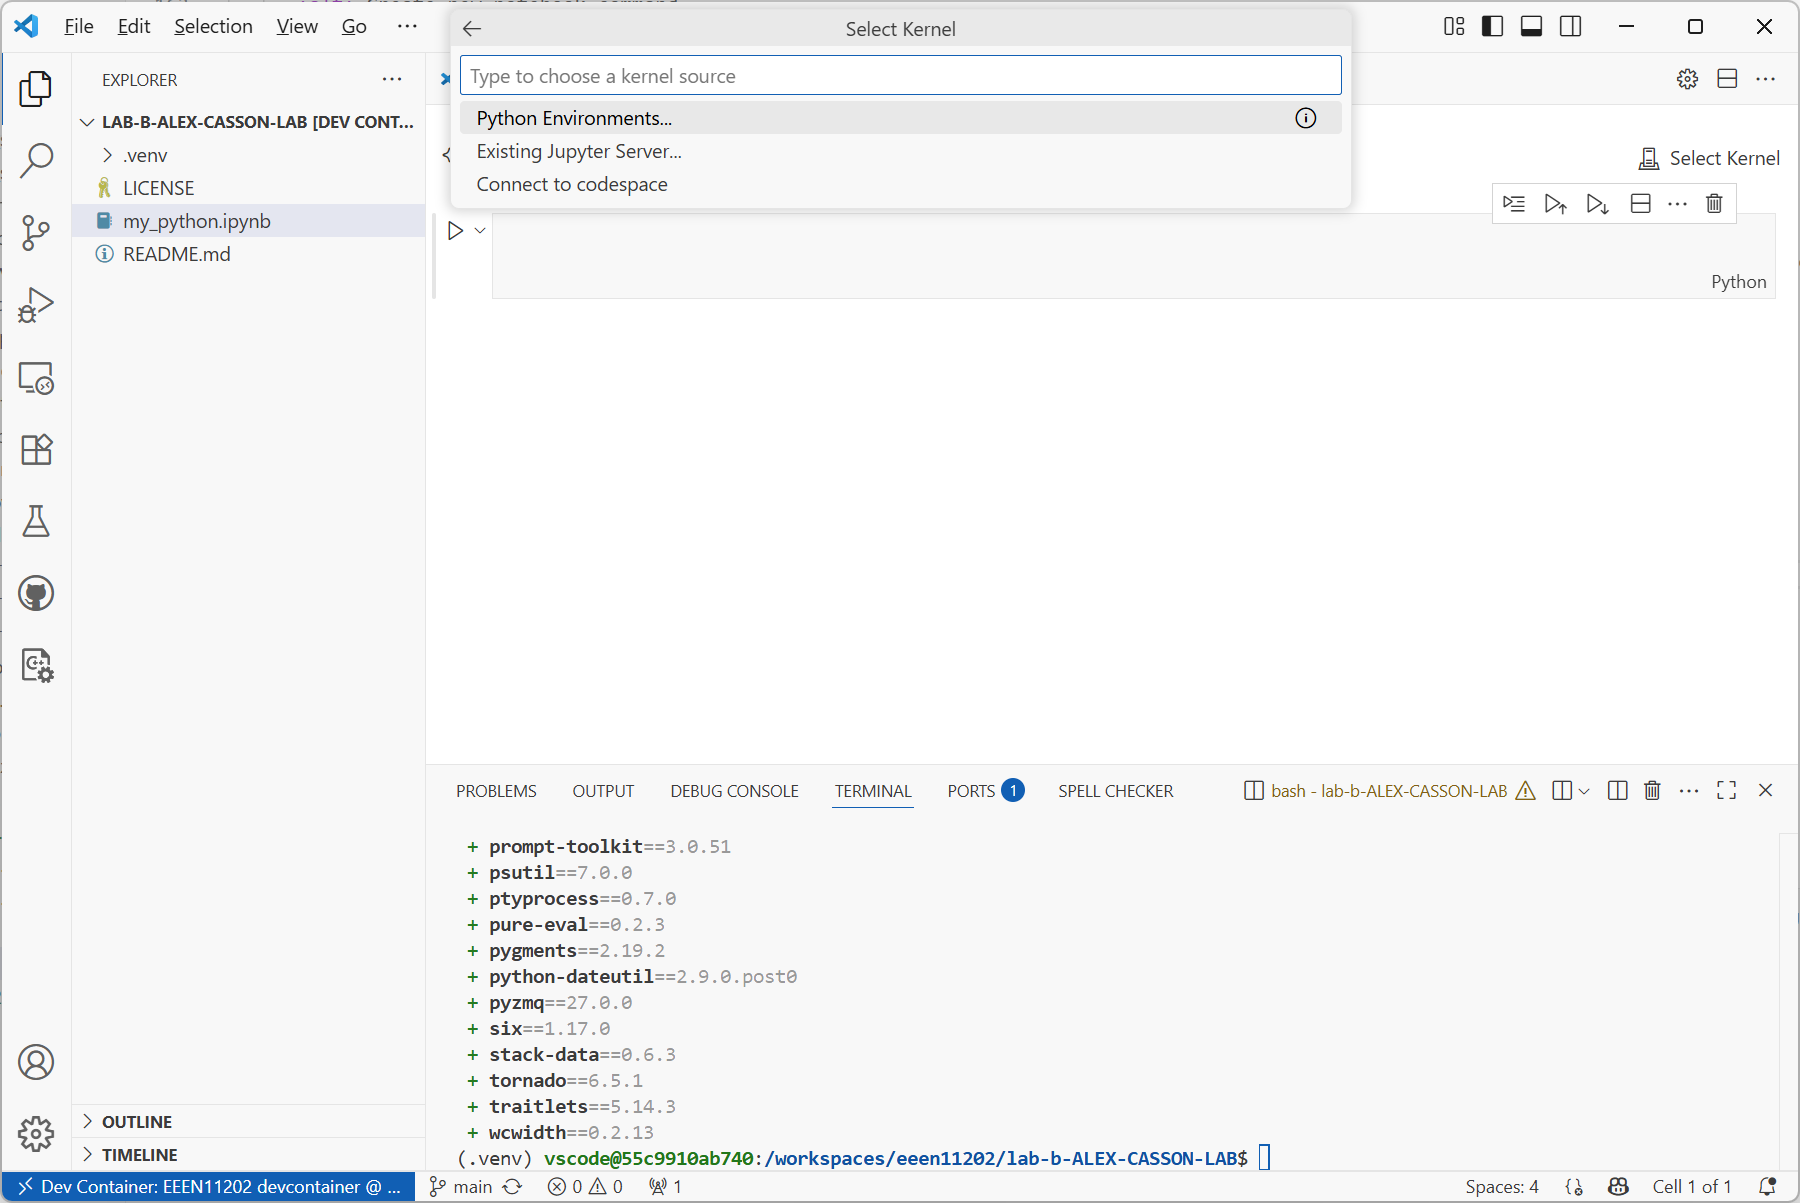 File Edit Selection View Go ···
Select Kernel
Type to choose a kernel source
Python Environments...
Existing Jupyter Server...
Connect to codespace
EXPLORER
LAB-B-ALEX-CASSON-LAB [DEV CONT...
.venv
LICENSE
my_python.ipynb
README.md
Select Kernel
Python
PROBLEMS OUTPUT DEBUG CONSOLE TERMINAL PORTS 1 SPELL CHECKER bash - lab-b-ALEX-CASSON-LAB
+ prompt-toolkit==3.0.51
+ psutil==7.0.0
+ ptyprocess==0.7.0
+ pure-eval==0.2.3
+ pygments==2.19.2
+ python-dateutil==2.9.0.post0
+ pyzmq==27.0.0
+ six==1.17.0
+ stack-data==0.6.3
+ tornado==6.5.1
+ traitlets==5.14.3
+ wcwidth==0.2.13
(.venv) vscode@55c9910ab740:/workspaces/eeen11202/lab-b-ALEX-CASSON-LAB$
OUTLINE
TIMELINE
Dev Container: EEEN11202 devcontainer @ ... main 0 0 1 Spaces: 4 Cell 1 of 1